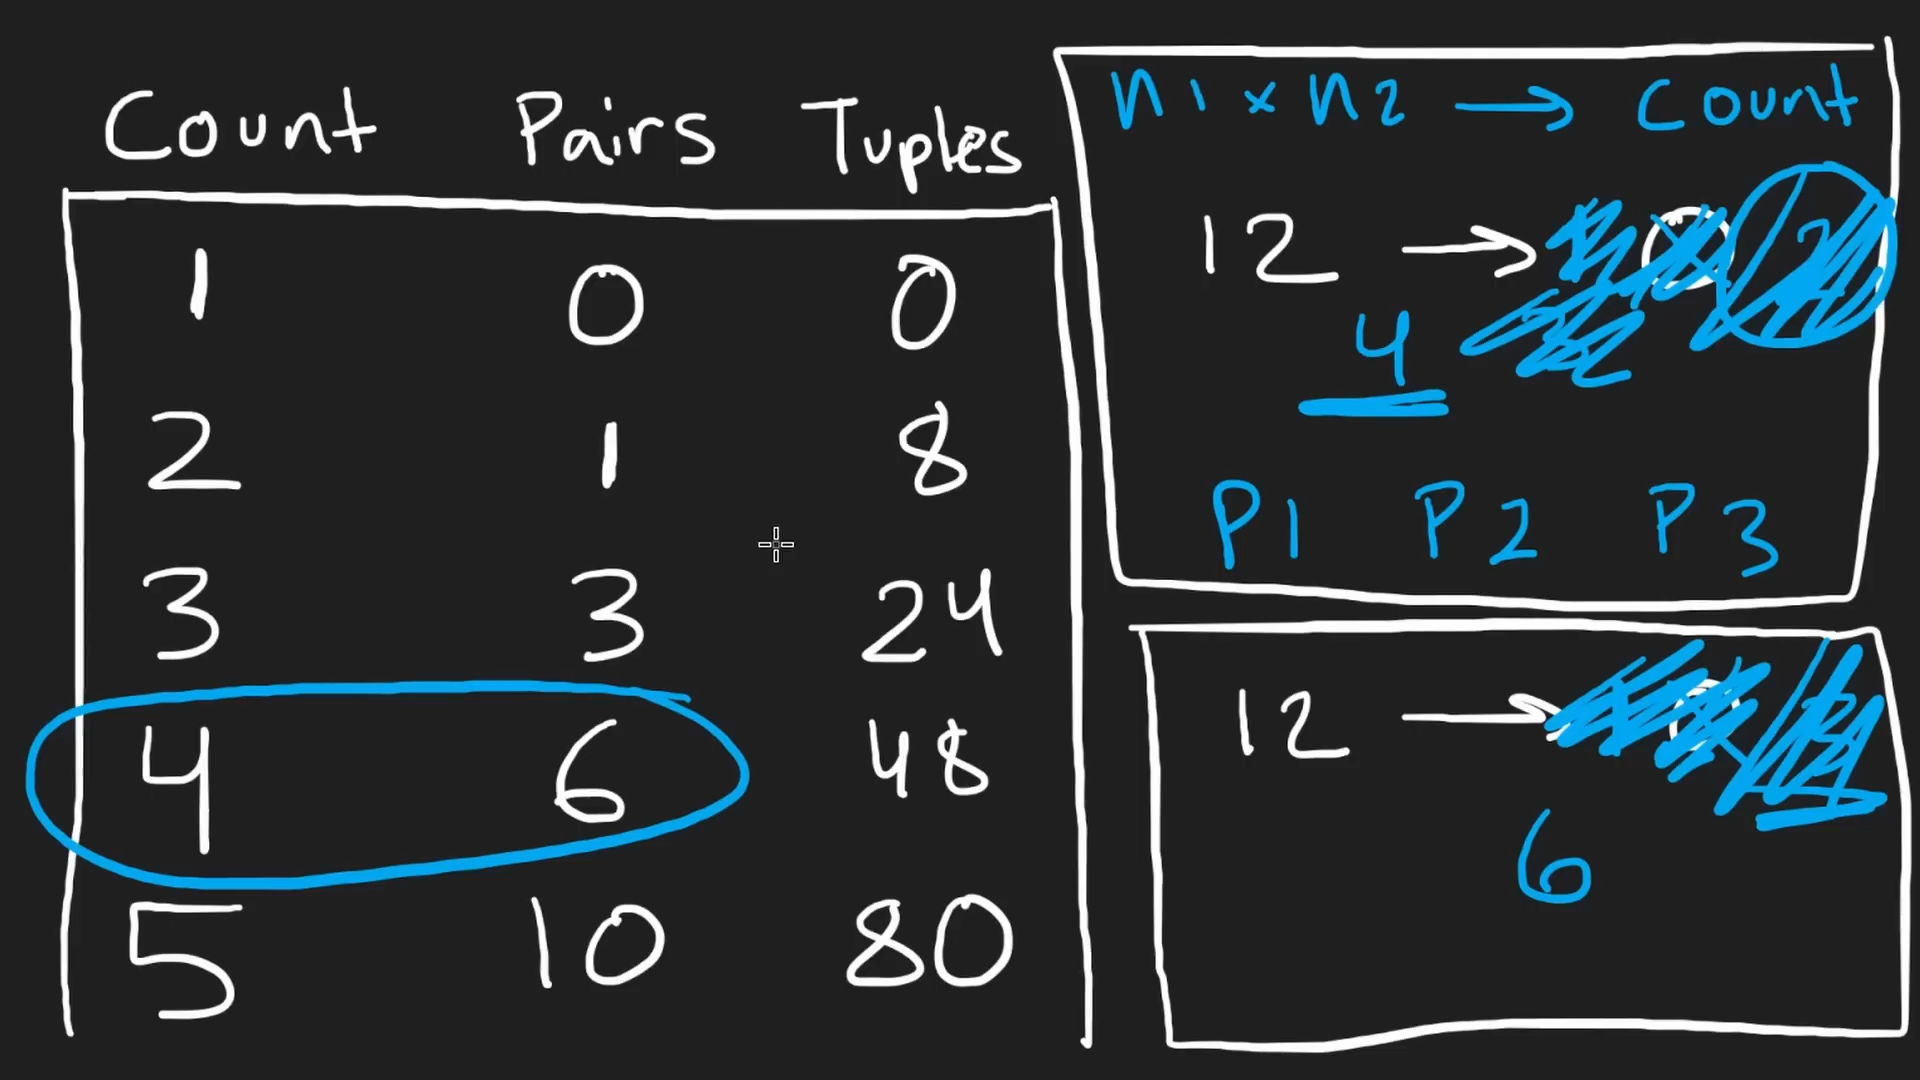 Count Pairs Tuples
1 0 0
2 1 8
3 3 24
4 6 48
5 10 80
n1 x n2 → Count
12 →
4
P1 P2 P3
12 →
6